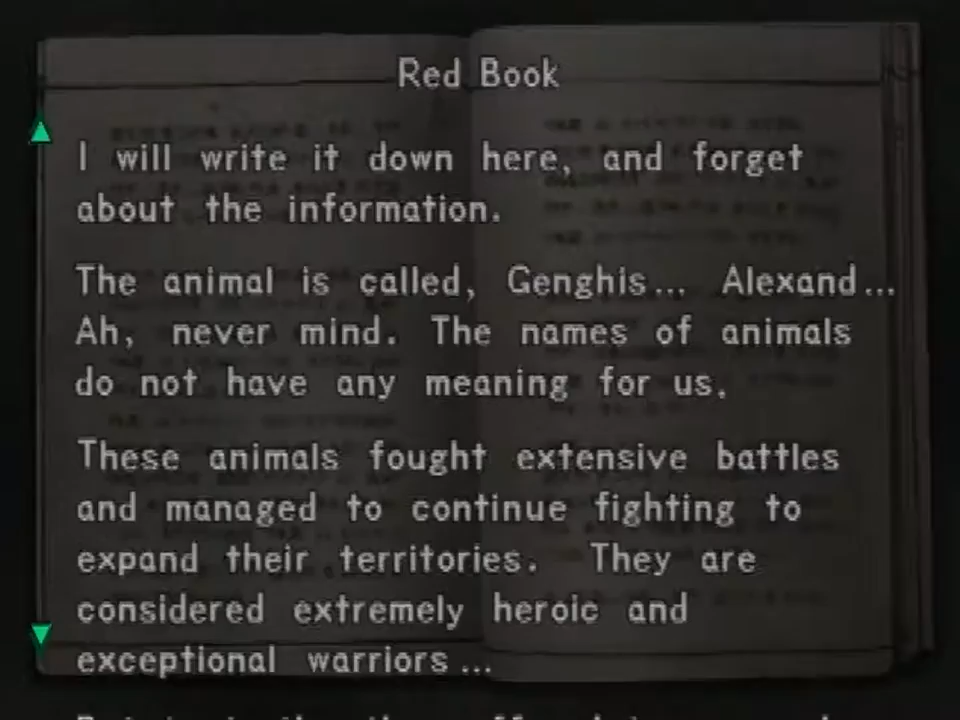 Red Book
I will write it down here, and forget
about the information.
The animal is called, Genghis... Alexand...
Ah, never mind. The names of animals
do not have any meaning for us.
These animals fought extensive battles
and managed to continue fighting to
expand their territories. They are
considered extremely heroic and
exceptional warriors...